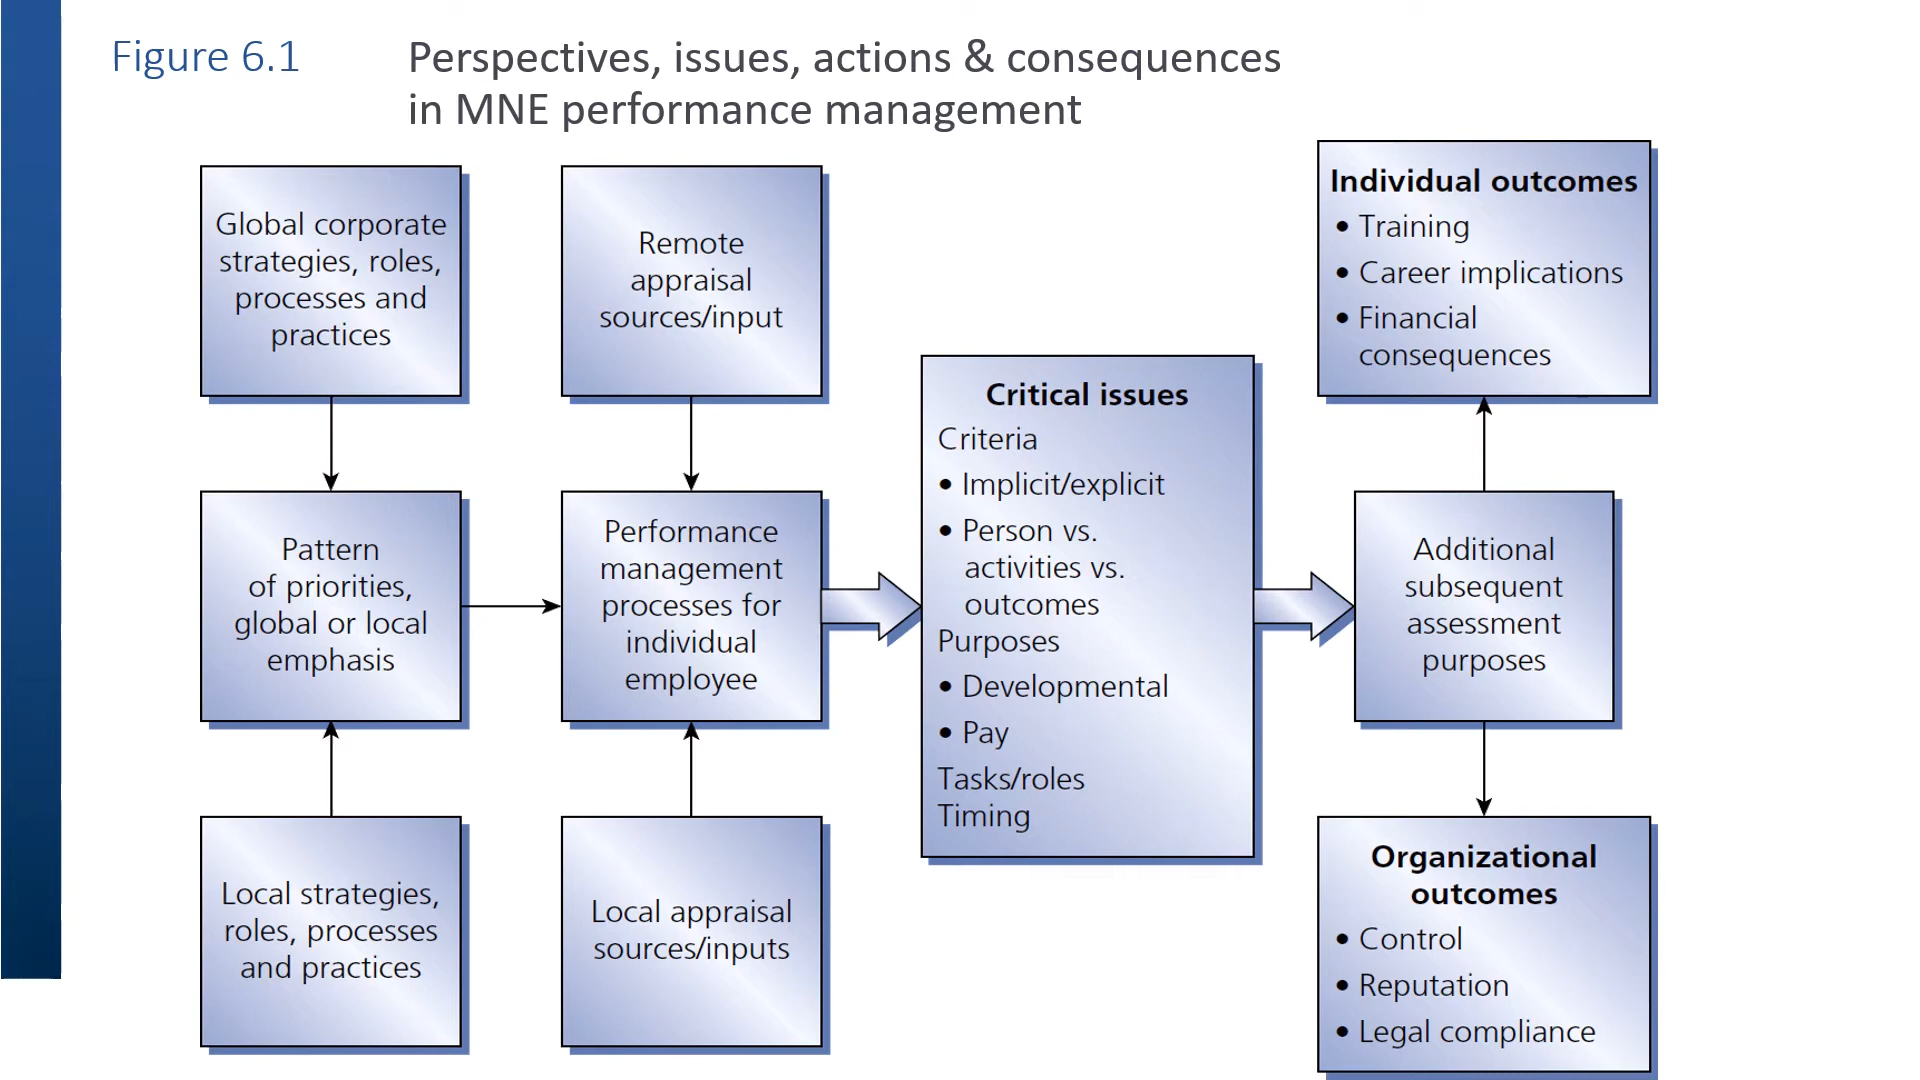 Figure 6.1
Perspectives, issues, actions & consequences
in MNE performance management
Global corporate
strategies, roles,
processes and
practices
Remote
appraisal
sources/input
Individual outcomes
• Training
• Career implications
• Financial
consequences
Pattern
of priorities,
global or local
emphasis
Performance
management
processes for
individual
employee
Critical issues
Criteria
• Implicit/explicit
• Person vs.
activities vs.
outcomes
Purposes
• Developmental
• Pay
Tasks/roles
Timing
Additional
subsequent
assessment
purposes
Local strategies,
roles, processes
and practices
Local appraisal
sources/inputs
Organizational
outcomes
• Control
• Reputation
• Legal compliance